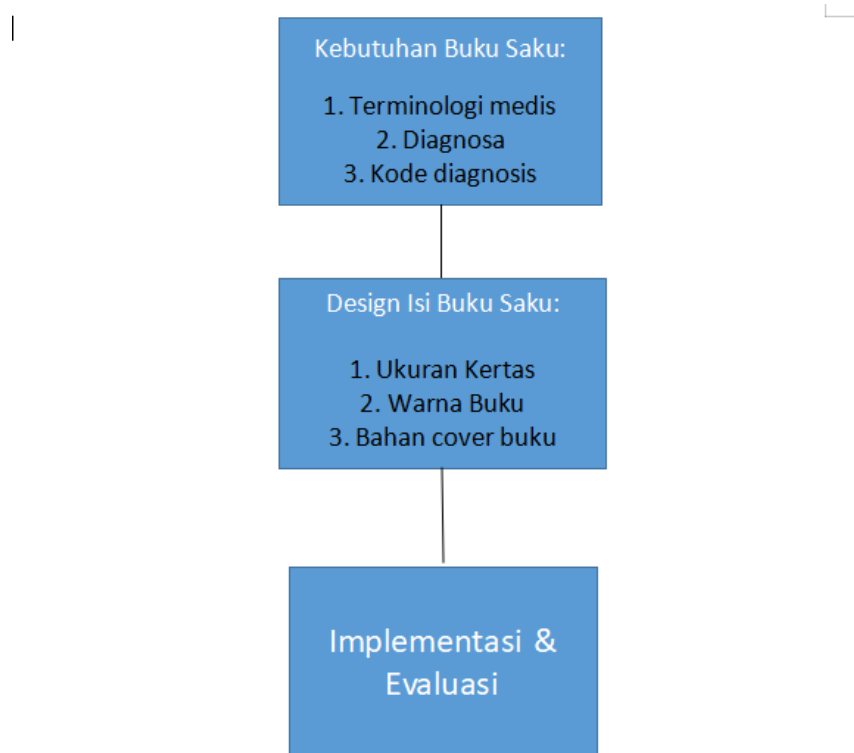 Kebutuhan Buku Saku:
1. Terminologi medis
2. Diagnosa
3. Kode diagnosis
Design Isi Buku Saku:
1. Ukuran Kertas
2. Warna Buku
3. Bahan cover buku
Implementasi &
Evaluasi